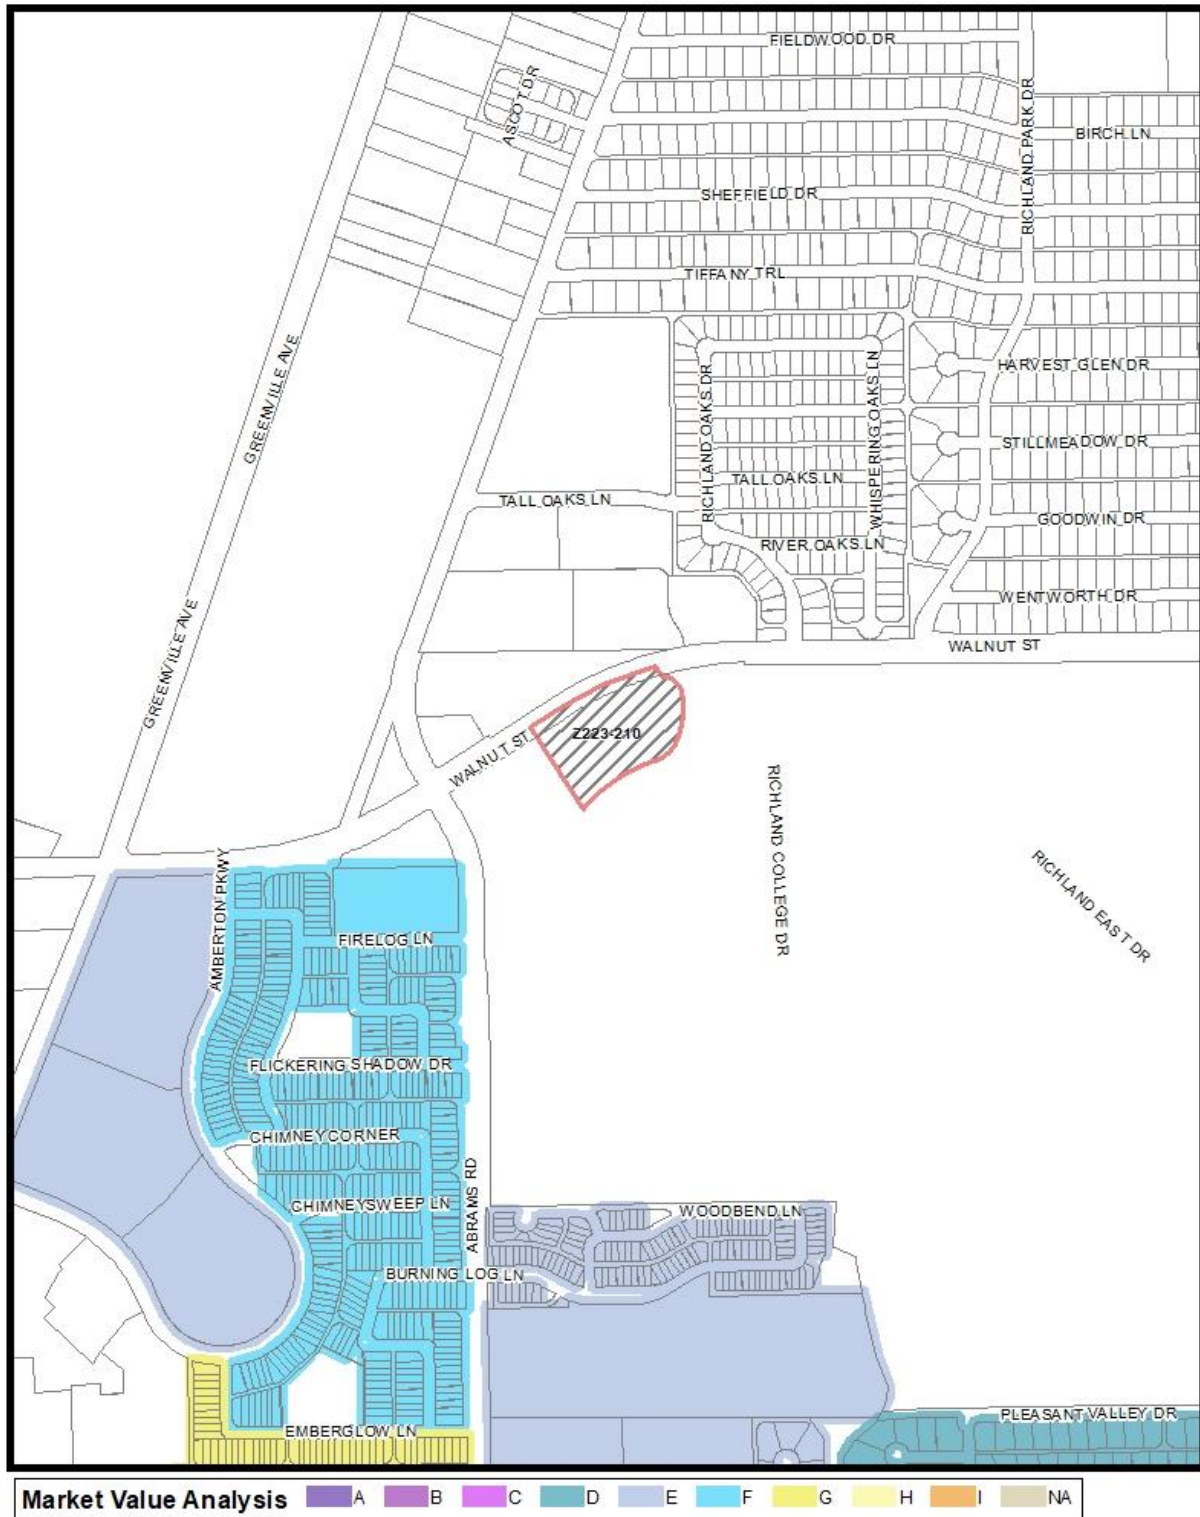 FIELDWOOD DR
ASCOT DR
RICHLAND PARK DR
BIRCH LN
SHEFFIELD DR
TIFFANY TRL
GREENVILLE AVE
HARVEST GLEN DR
RICHLAND OAKS DR
WHISPERING OAKS LN
STILLMEADOW DR
TALL OAKS LN
TALL OAKS LN
GOODWIN DR
RIVER OAKS LN
WENTWORTH DR
GREENVILLE AVE
WALNUT ST
Z223-210
WALNUT ST
RICHLAND COLLEGE DR
RICHLAND EAST DR
AMBERTON PKWY
FIRELOG LN
FLICKERING SHADOW DR
CHIMNEY CORNER
CHIMNEYSWEEP LN
ABRAMS RD
WOODBEND LN
BURNING LOG LN
PLEASANT VALLEY DR
EMBERGLOW LN
Market Value Analysis A B C D E F G H I NA